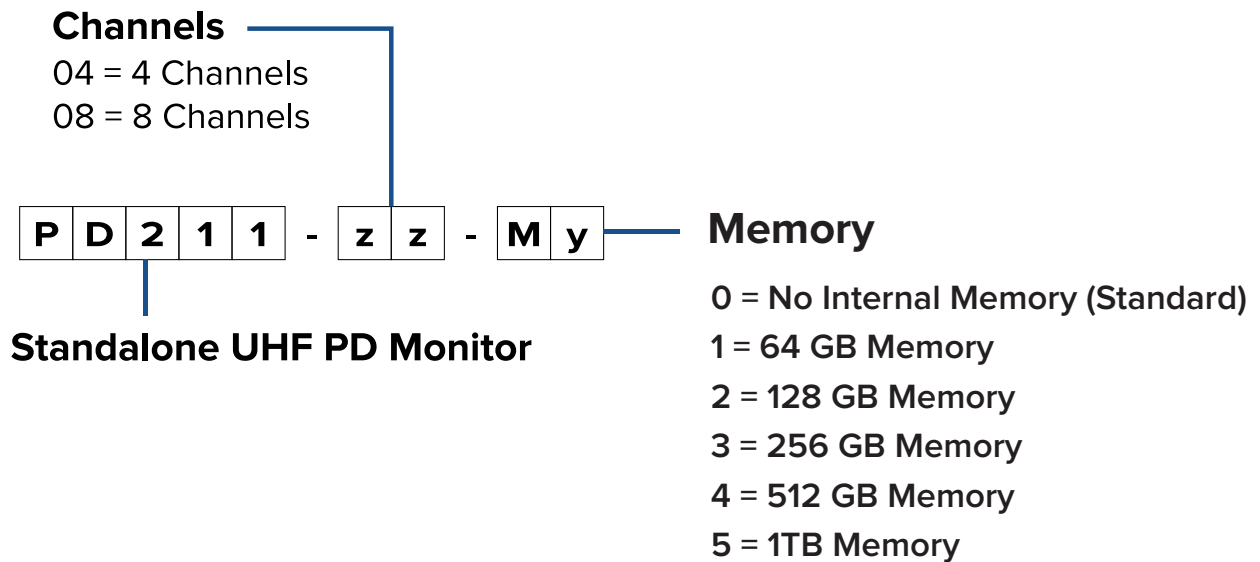 Channels
04 = 4 Channels
08 = 8 Channels
P D 2 1 1 - z z - M y
Memory
0 = No Internal Memory (Standard)
1 = 64 GB Memory
2 = 128 GB Memory
3 = 256 GB Memory
4 = 512 GB Memory
5 = 1TB Memory
Standalone UHF PD Monitor